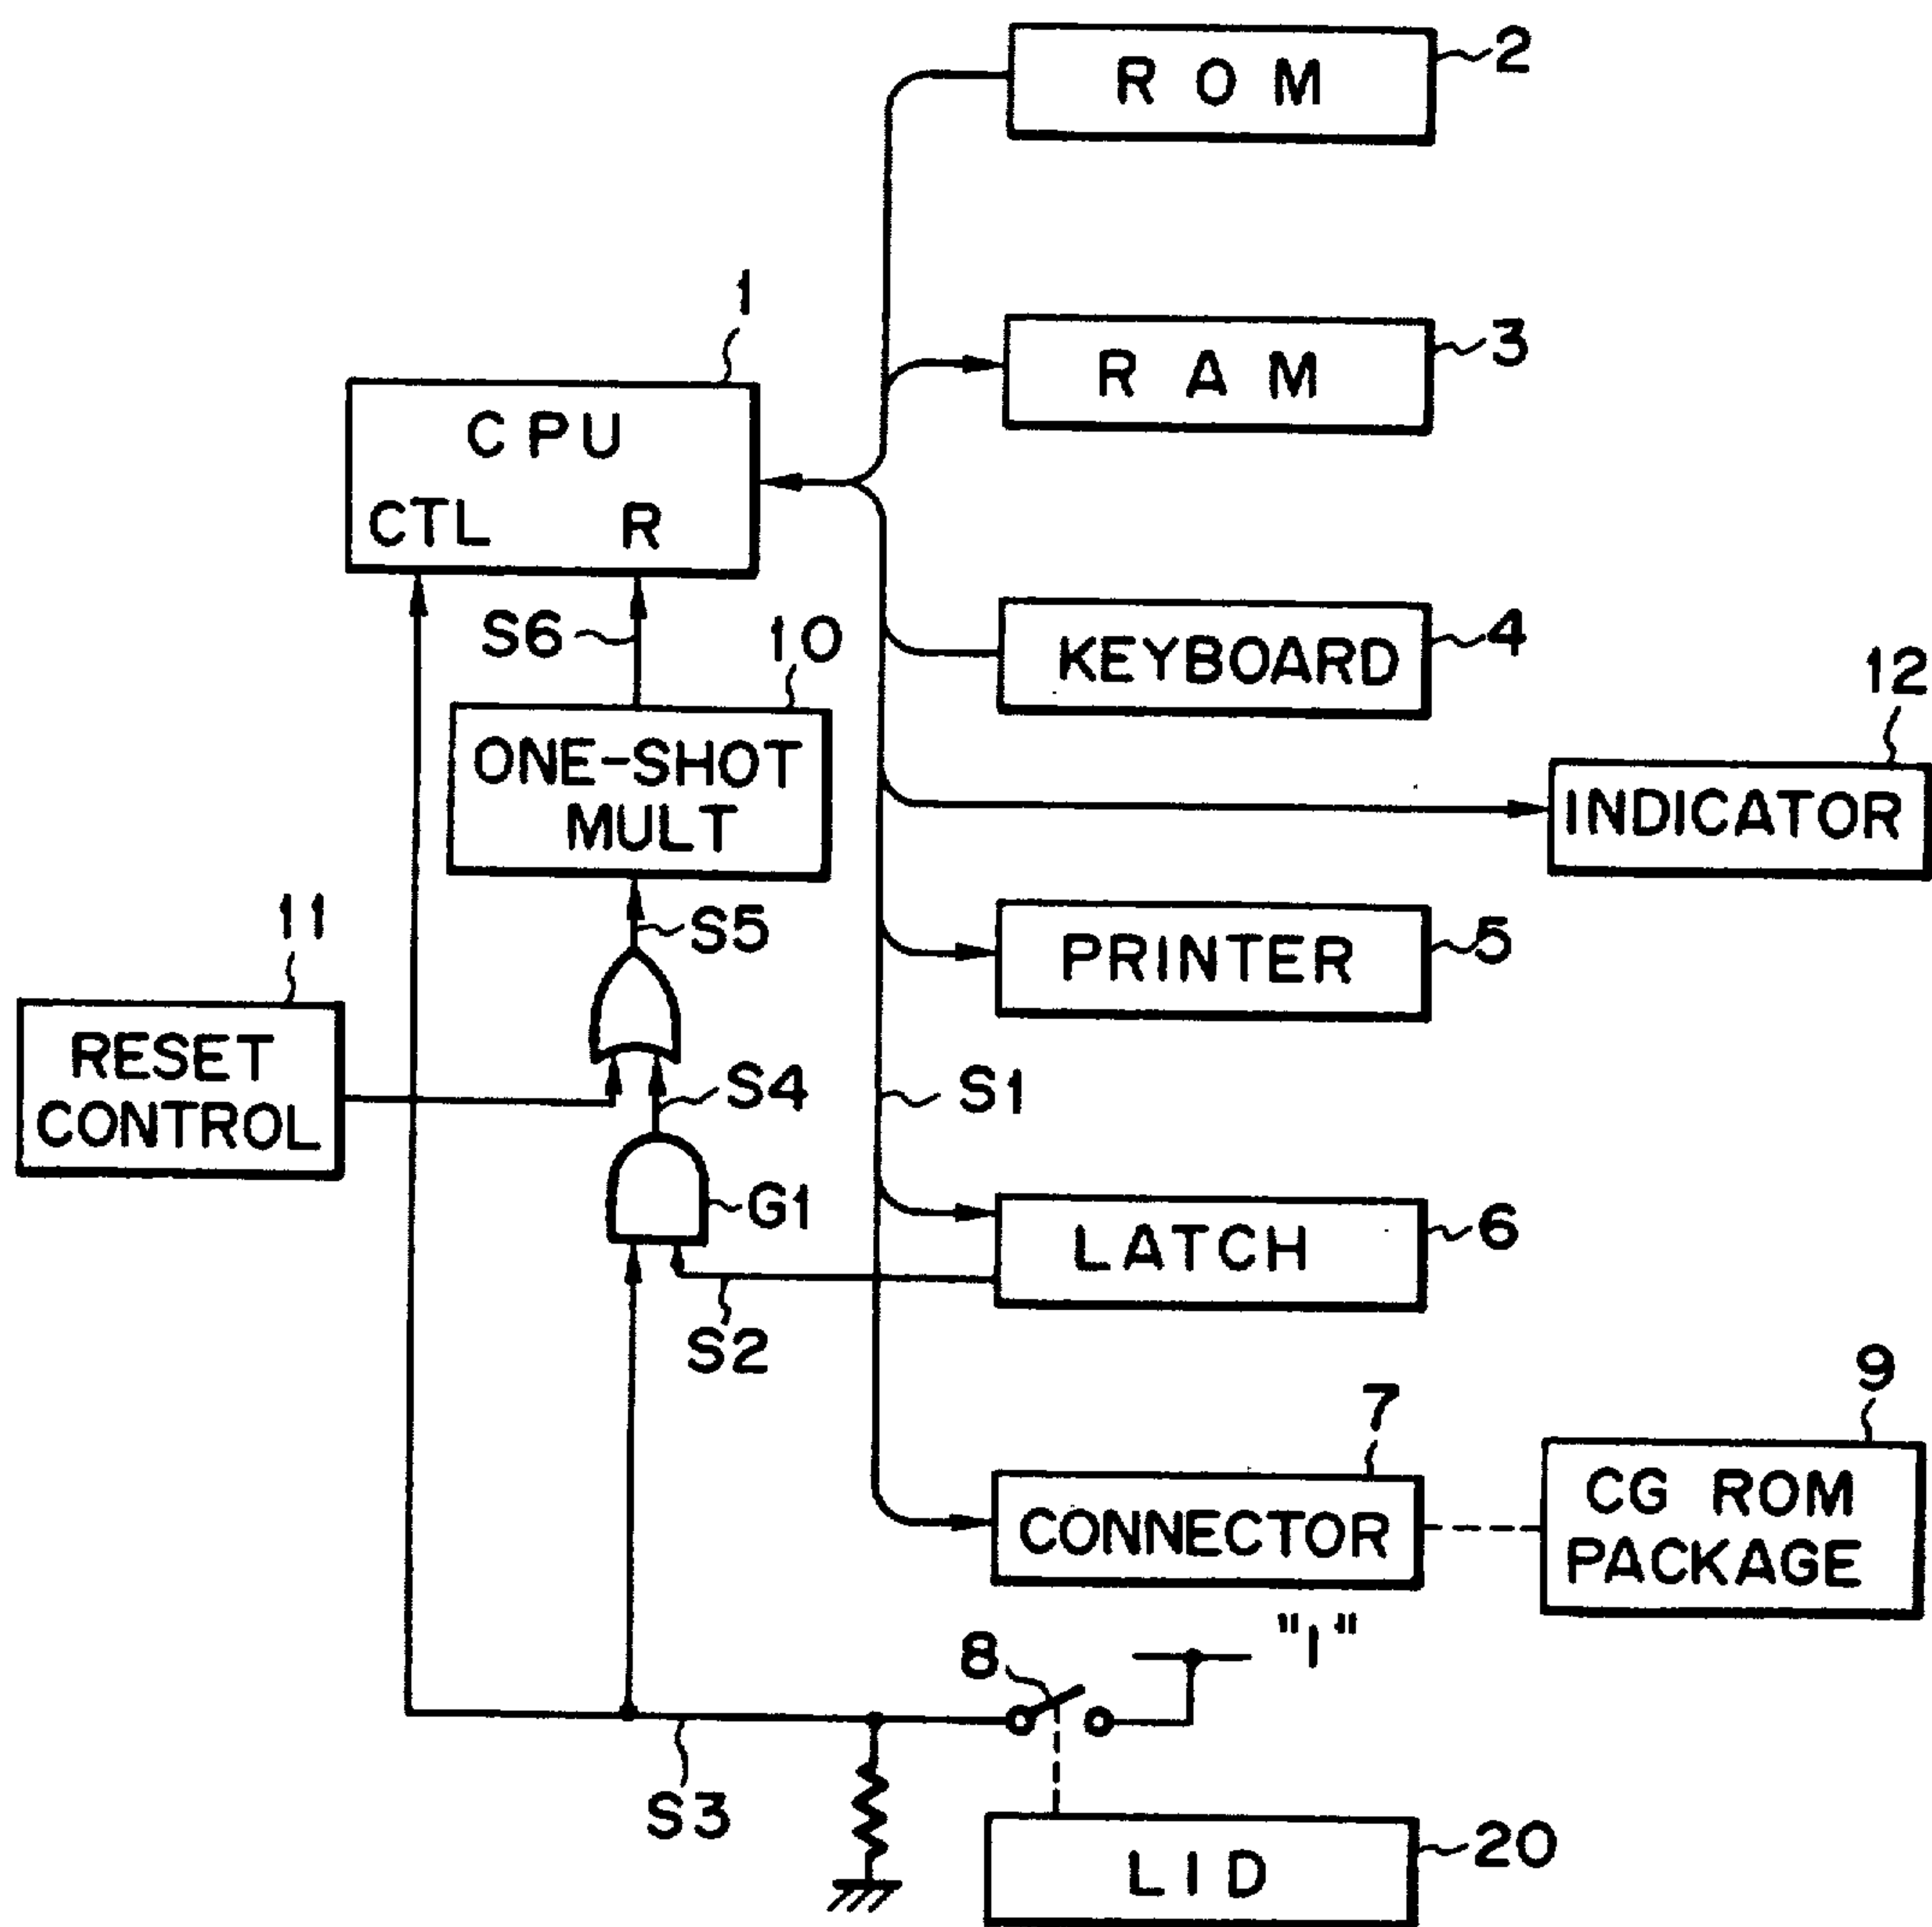 ROM
2
RAM
3
1
CPU
CTL R
S6
10
KEYBOARD
4
12
ONE-SHOT
MULT
INDICATOR
11
S5
PRINTER
5
RESET
CONTROL
S4
S1
G1
LATCH
6
S2
7
9
CONNECTOR
CG ROM
PACKAGE
8
"1"
S3
LID
20